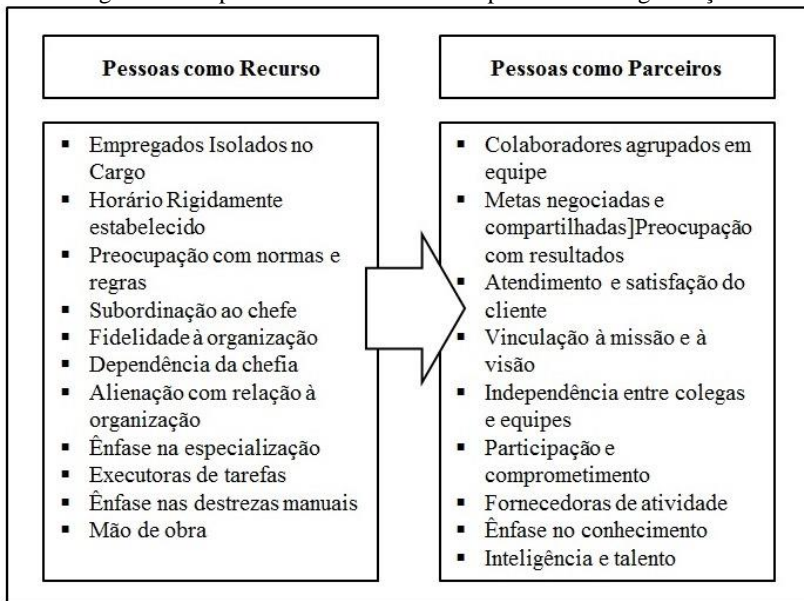 Pessoas como Recurso
▪ Empregados Isolados no
Cargo
▪ Horário Rigidamente
estabelecido
▪ Preocupação com normas e
regras
▪ Subordinação ao chefe
▪ Fidelidade à organização
▪ Dependência da chefia
▪ Alienação com relação à
organização
▪ Ênfase na especialização
▪ Executoras de tarefas
▪ Ênfase nas destrezas manuais
▪ Mão de obra
Pessoas como Parceiros
▪ Colaboradores agrupados em
equipe
▪ Metas negociadas e
compartilhadas]Preocupação
com resultados
▪ Atendimento e satisfação do
cliente
▪ Vinculação à missão e à
visão
▪ Independência entre colegas
e equipes
▪ Participação e
comprometimento
▪ Fornecedoras de atividade
▪ Ênfase no conhecimento
▪ Inteligência e talento